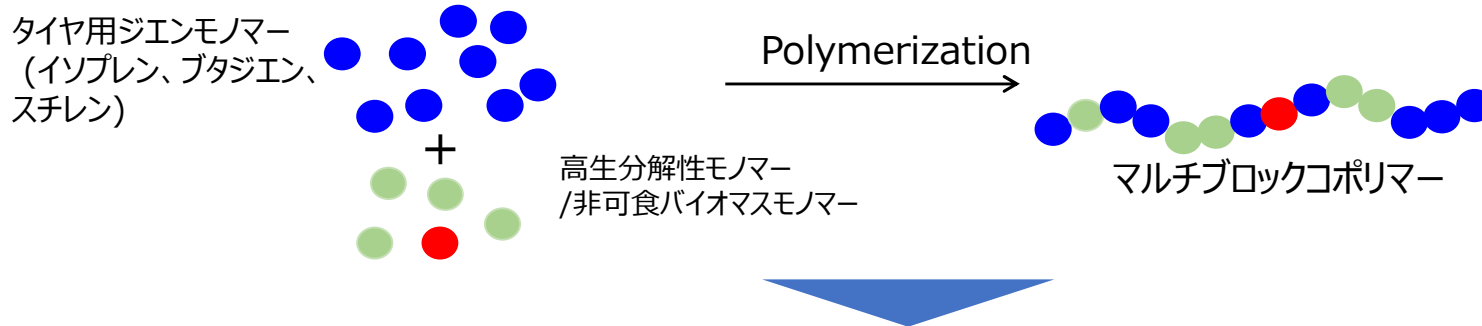 タイヤ用ジエンモノマー
(イソプレン、ブタジエン、
スチレン)
+
高生分解性モノマー
/非可食バイオマスモノマー
Polymerization
マルチブロックコポリマー